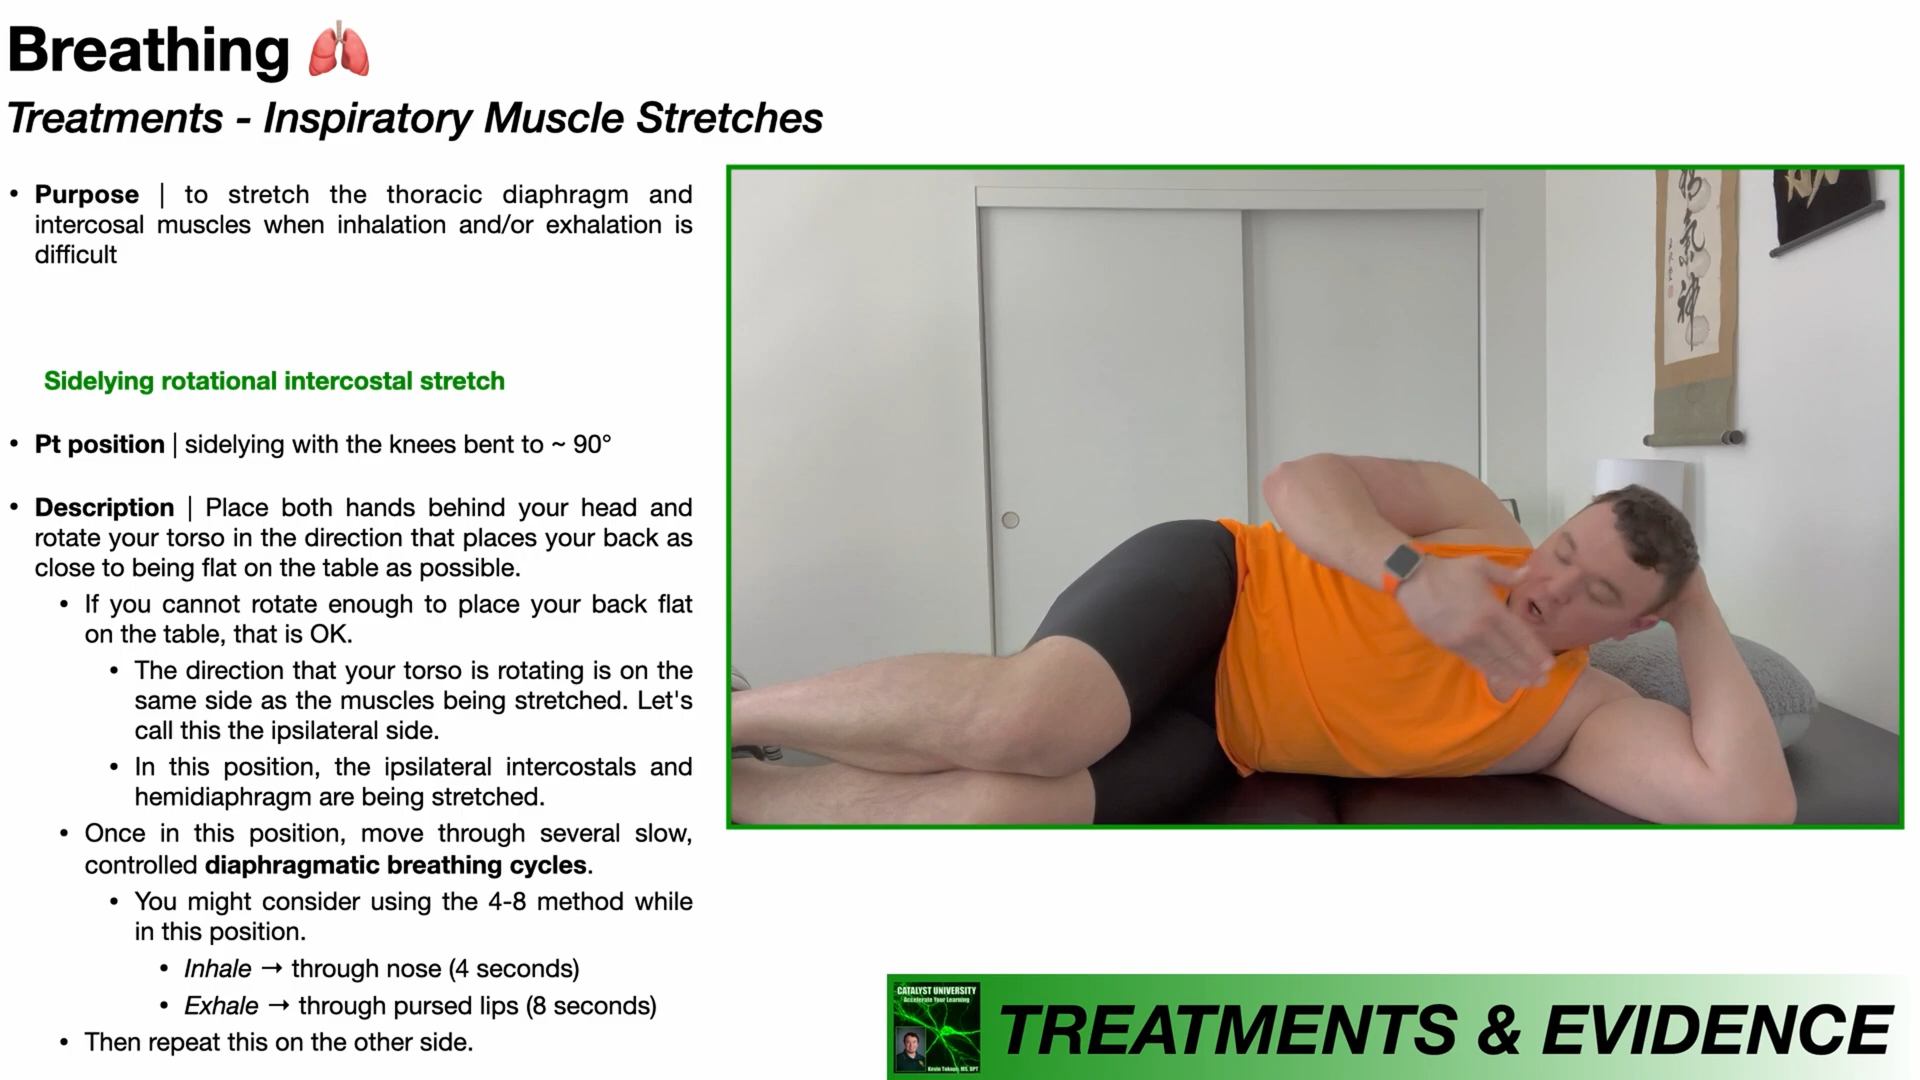 Breathing 🫁
Treatments - Inspiratory Muscle Stretches
• Purpose | to stretch the thoracic diaphragm and
intercosal muscles when inhalation and/or exhalation is
difficult
Sidelying rotational intercostal stretch
• Pt position | sidelying with the knees bent to ~ 90°
• Description | Place both hands behind your head and
rotate your torso in the direction that places your back as
close to being flat on the table as possible.
• If you cannot rotate enough to place your back flat
on the table, that is OK.
• The direction that your torso is rotating is on the
same side as the muscles being stretched. Let's
call this the ipsilateral side.
• In this position, the ipsilateral intercostals and
hemidiaphragm are being stretched.
• Once in this position, move through several slow,
controlled diaphragmatic breathing cycles.
• You might consider using the 4-8 method while
in this position.
• Inhale → through nose (4 seconds)
• Exhale → through pursed lips (8 seconds)
• Then repeat this on the other side.
CATALYST UNIVERSITY
Accelerate Your Learning
TREATMENTS & EVIDENCE